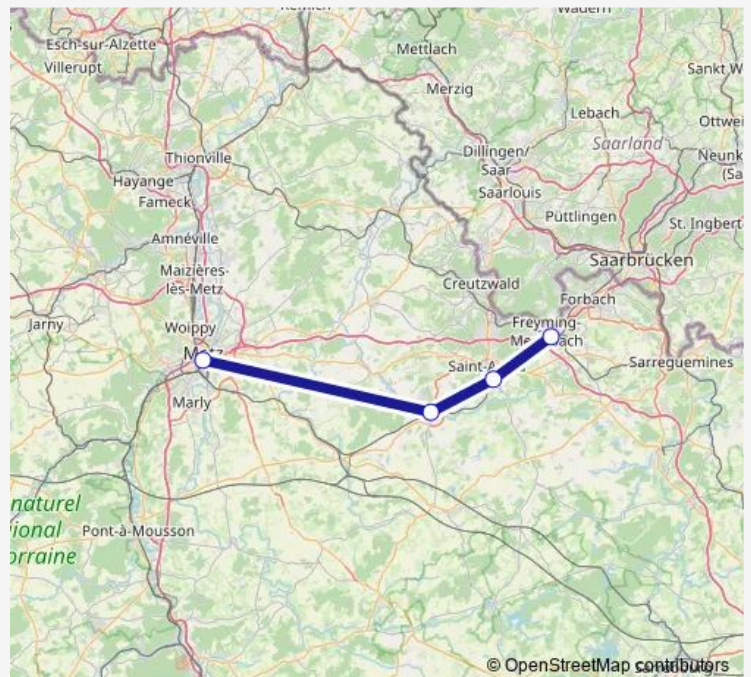 Esch-sur-Alzette
Villerupt
Mettlach
Wadern
Sankt W
Merzig
Lebach
Ottwei
Saarland
Thionville
Dillingen/
Saar
Neunk
(Sa
Hayange
Saarlouis
Fameck
Püttlingen
St. Ingbert
Amnéville
Saarbrücken
Maizières-
lès-Metz
Creutzwald
Forbach
Jarny
Woippy
Freyming-
Metz
Sarreguemines
Marly
naturel
ional
orraine
Pont-à-Mousson
© OpenStreetMap contributors